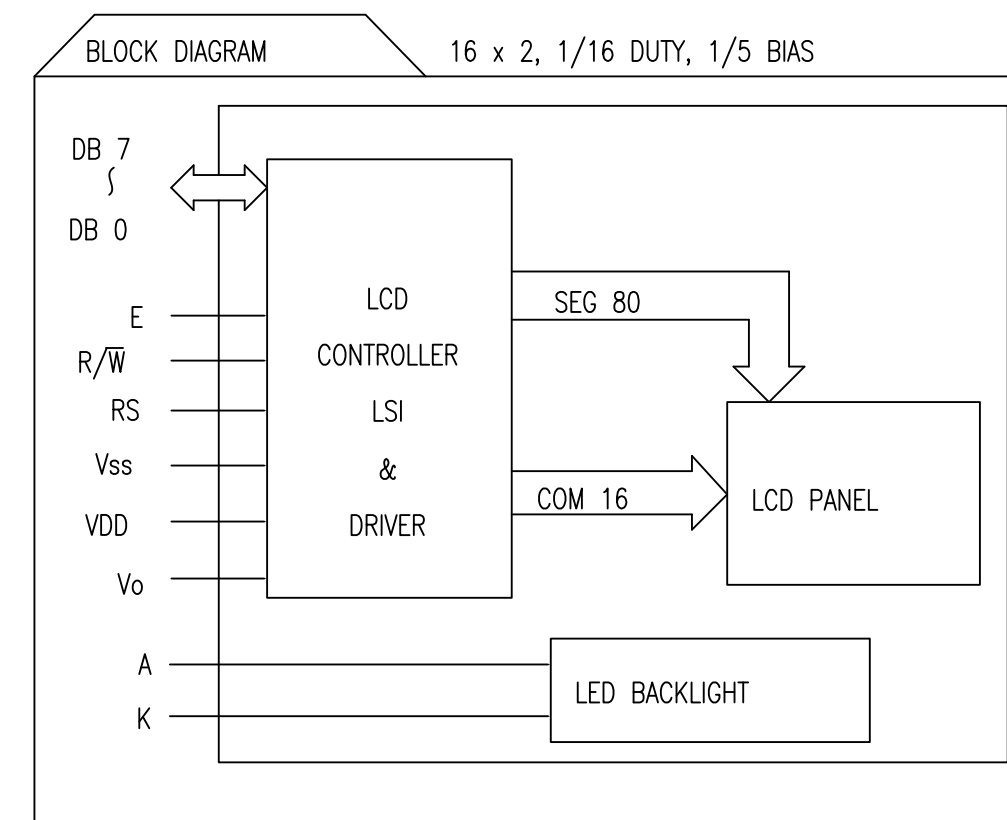 BLOCK DIAGRAM
16 x 2, 1/16 DUTY, 1/5 BIAS
DB 7
∫
DB 0
E
R/W̅
RS
Vss
VDD
Vo
A
K
LCD
CONTROLLER
LSI
&
DRIVER
SEG 80
COM 16
LCD PANEL
LED BACKLIGHT